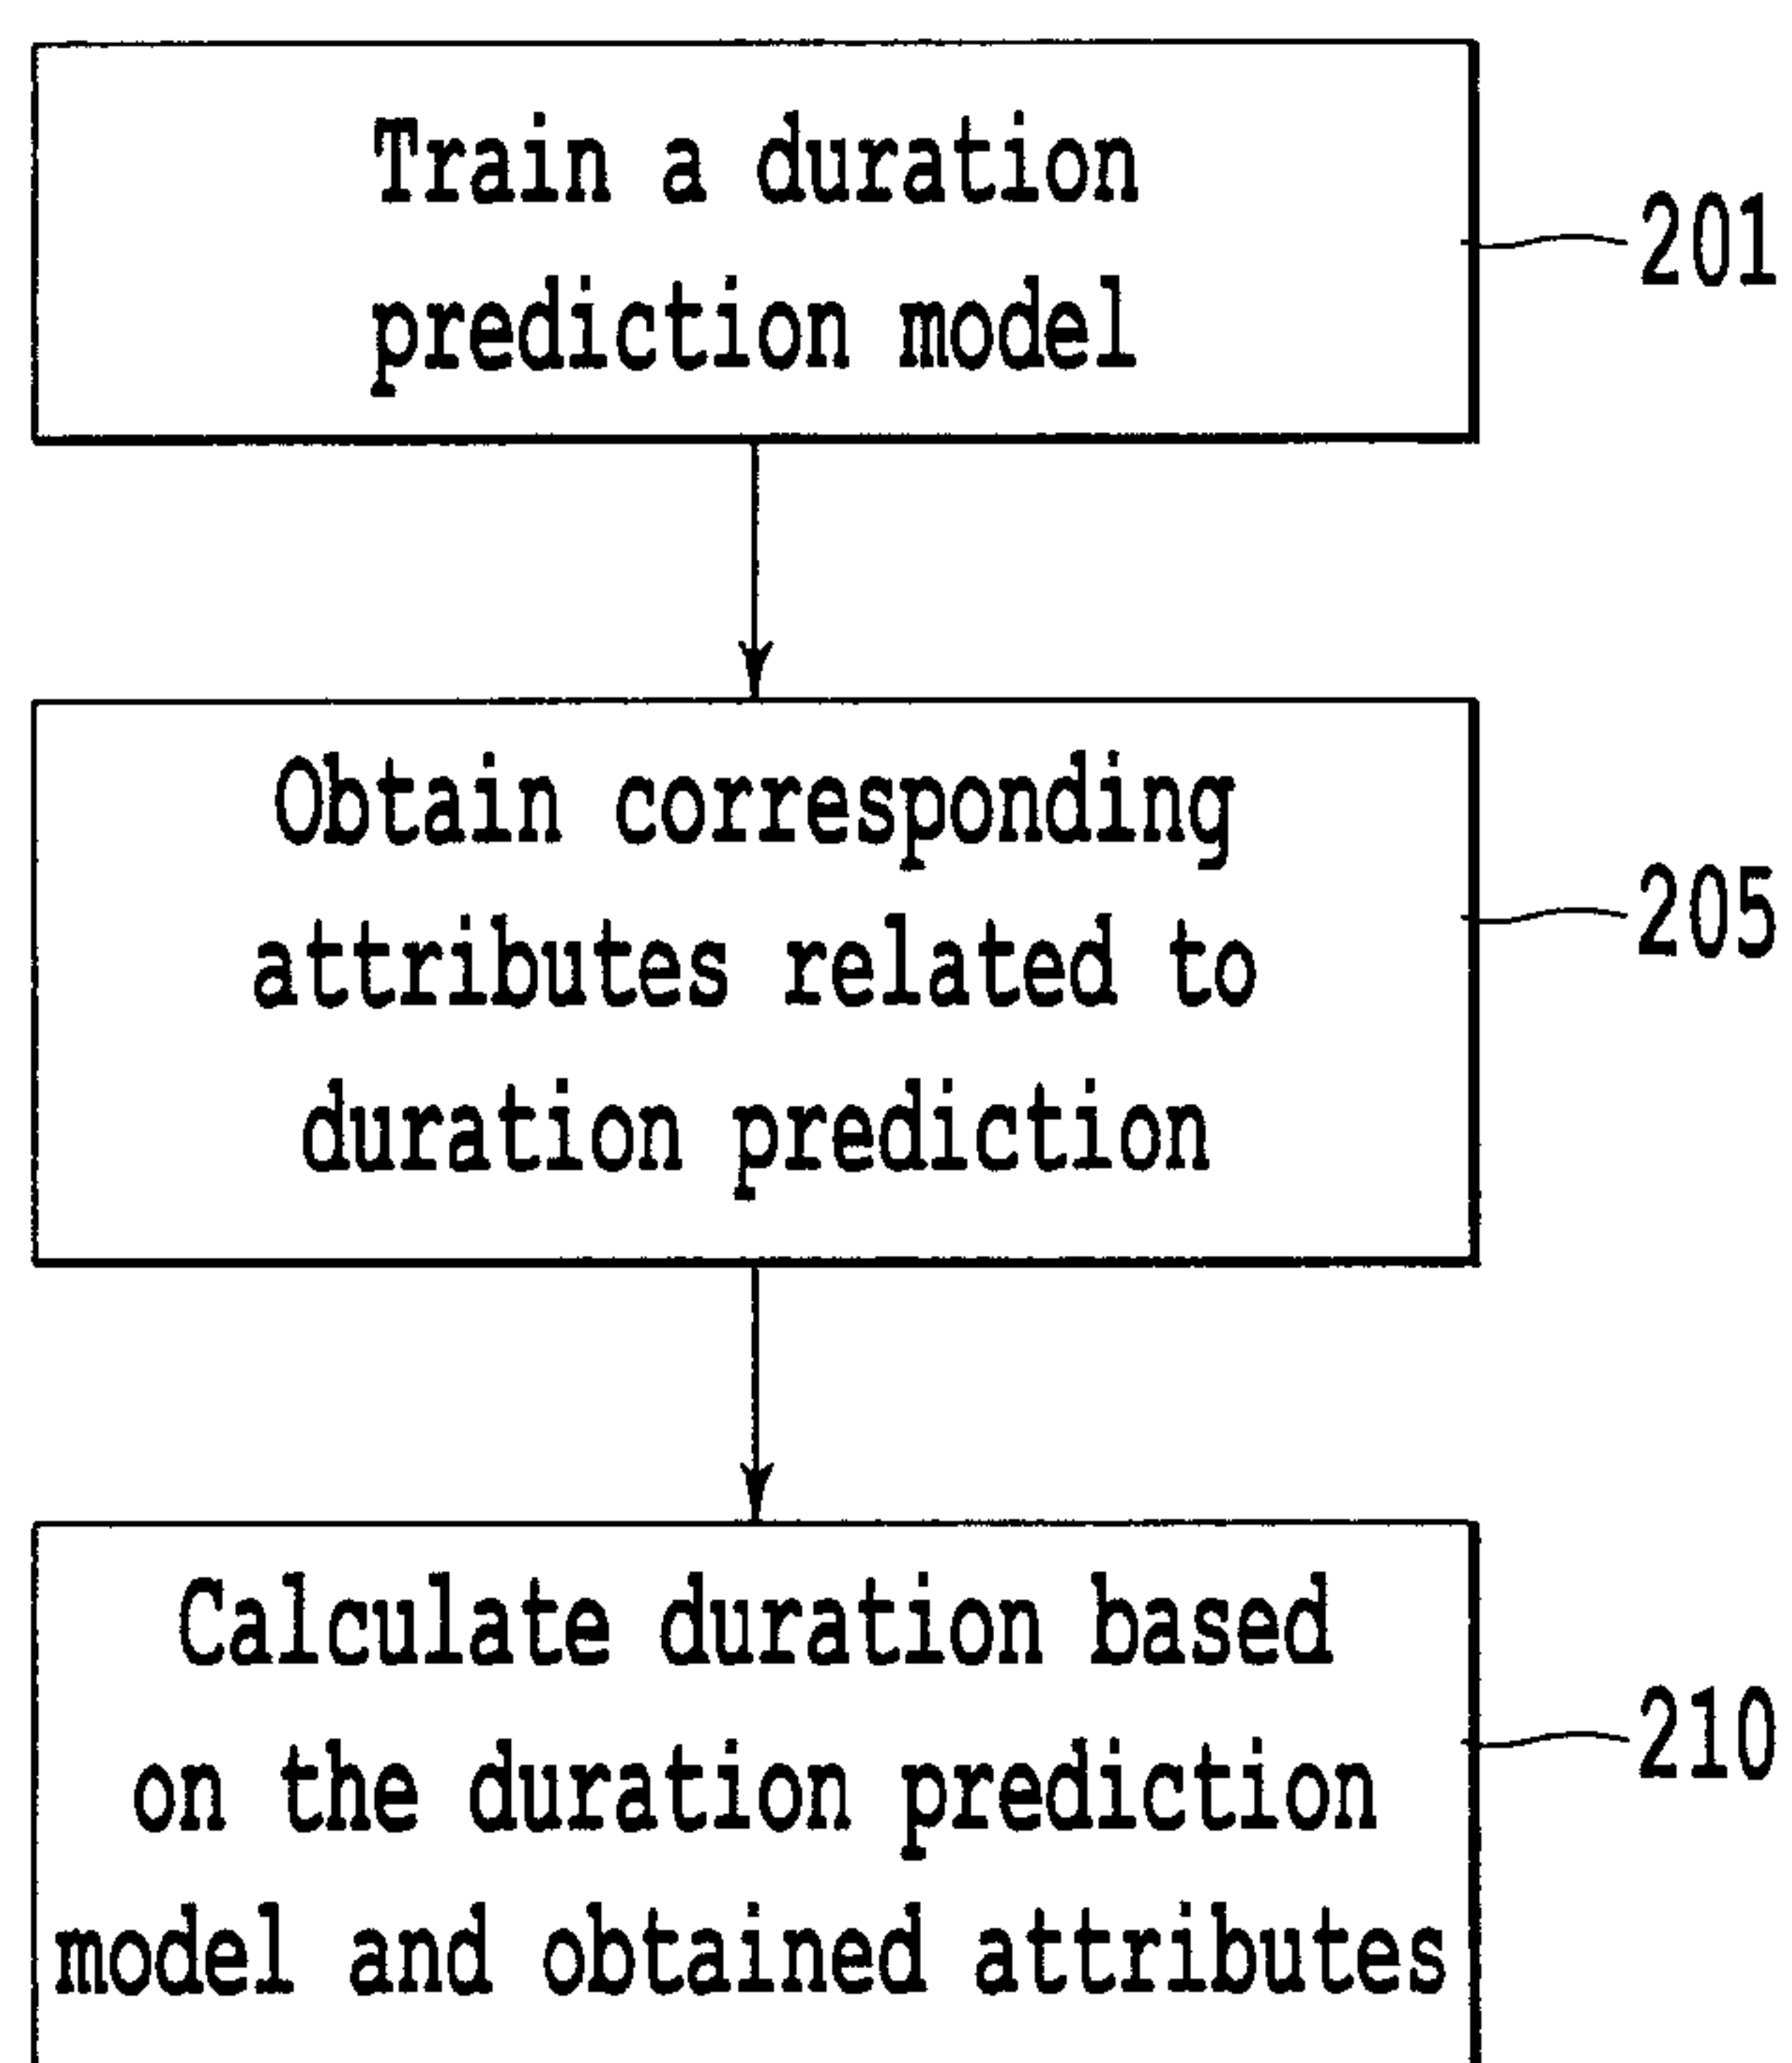 Train a duration
prediction model
201
Obtain corresponding
attributes related to
duration prediction
205
Calculate duration based
on the duration prediction
model and obtained attributes
210